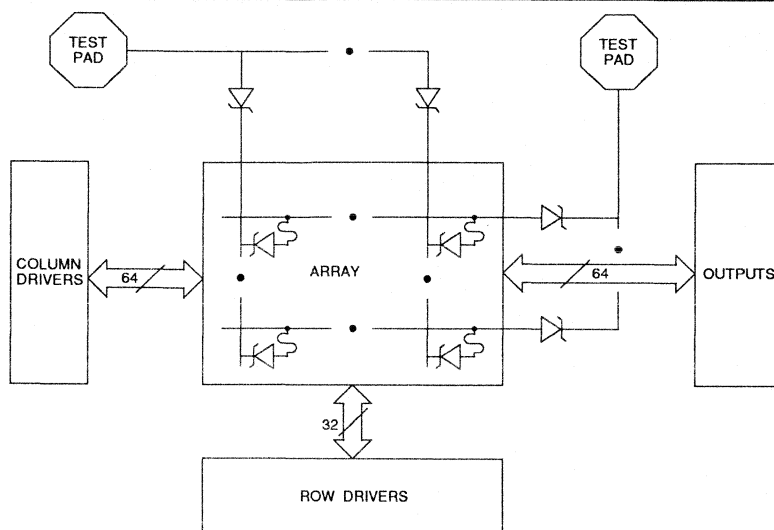 TEST
PAD
TEST
PAD
COLUMN
DRIVERS
64
ARRAY
64
OUTPUTS
32
ROW DRIVERS